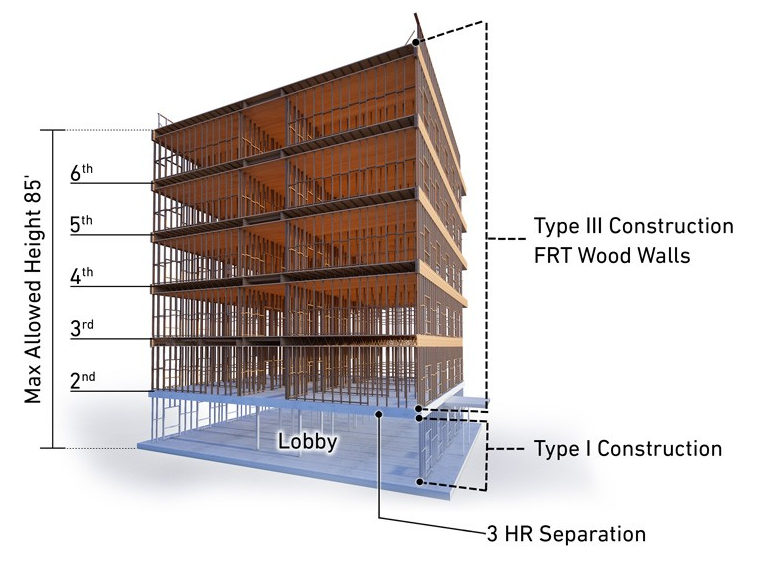 Max Allowed Height 85'
6th
5th
4th
3rd
2nd
Lobby
Type III Construction
FRT Wood Walls
Type I Construction
3 HR Separation